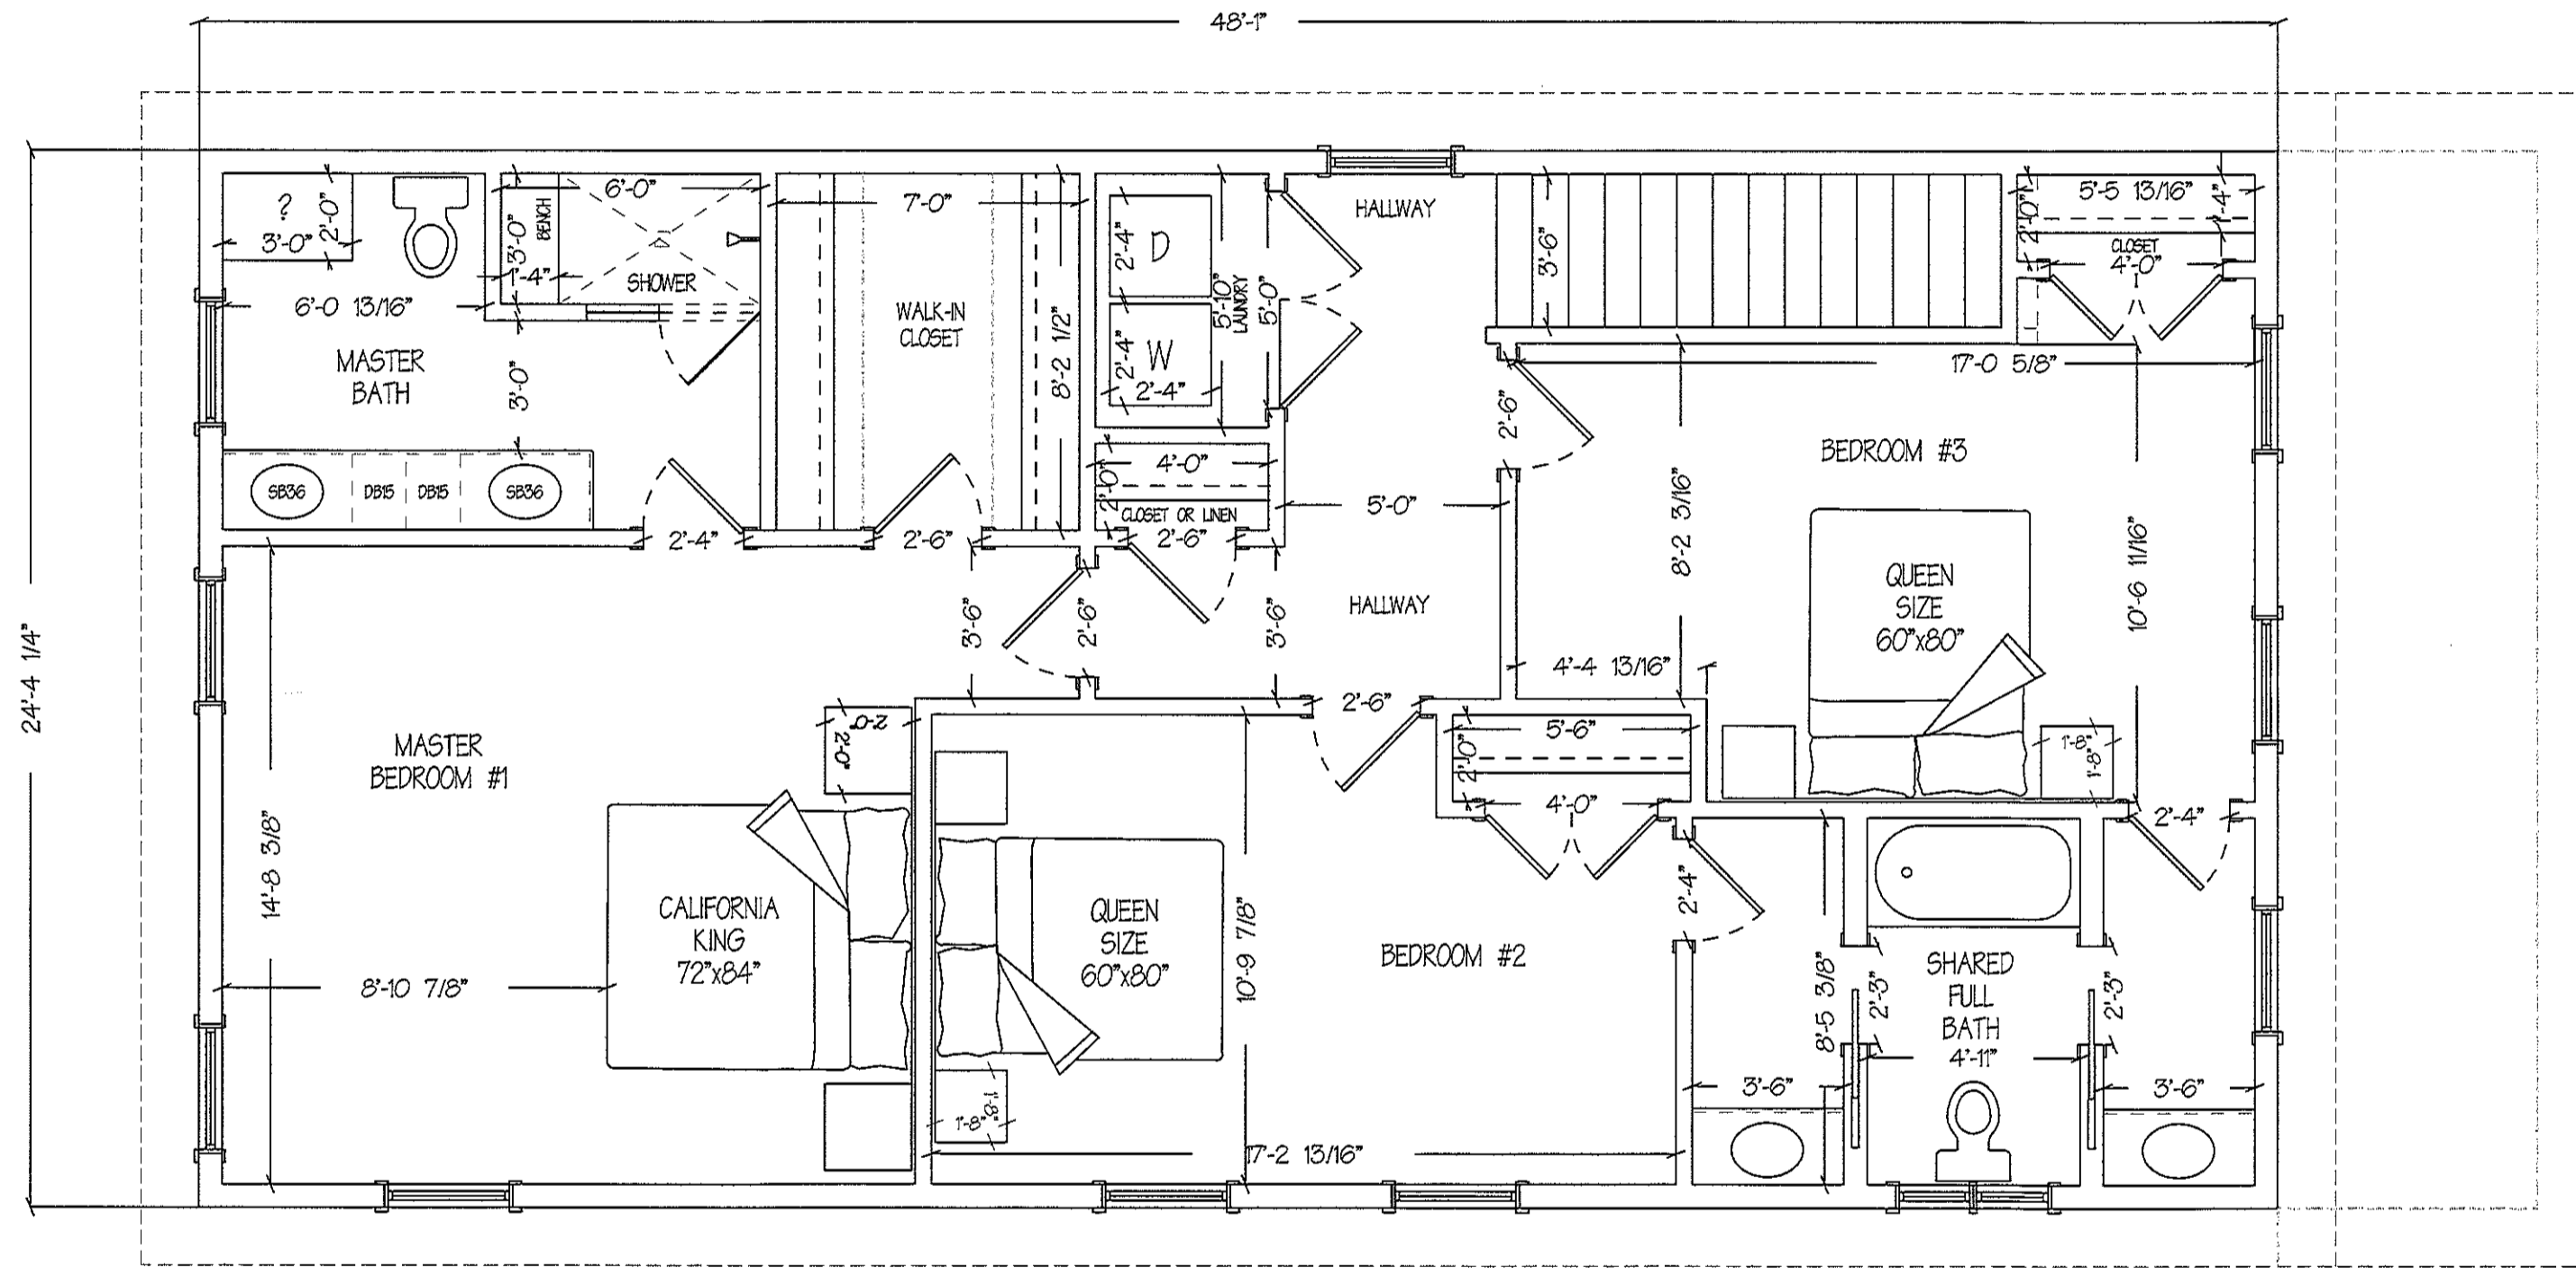 48'-1"
24'-4 1/4"
?
3'-0"
2'-0"
6'-0 13/16"
MASTER
BATH
3'-0"
BENCH
1'-4"
6'-0"
SHOWER
3'-0"
SB36
DB15
DB15
SB36
2'-4"
7'-0"
WALK-IN
CLOSET
8'-2 1/2"
2'-6"
2'-4"
D
2'-4"
W
2'-4"
5'-10"
LAUNDRY
5'-0"
4'-0"
2'-0"
CLOSET OR LINEN
2'-6"
HALLWAY
5'-0"
3'-6"
5'-5 13/16"
2'-0"
CLOSET
4'-0"
17'-0 5/8"
2'-6"
BEDROOM #3
8'-2 3/16"
10'-6 11/16"
QUEEN
SIZE
60"x80"
4'-4 13/16"
1'-8"
1'-8"
3'-6"
2'-6"
3'-6"
HALLWAY
2'-6"
5'-6"
2'-0"
4'-0"
2'-4"
MASTER
BEDROOM #1
2'-0"
2'-0"
14'-8 3/8"
8'-10 7/8"
CALIFORNIA
KING
72"x84"
QUEEN
SIZE
60"x80"
10'-9 7/8"
1'-8"
1'-8"
BEDROOM #2
17'-2 13/16"
2'-4"
8'-5 3/8"
2'-3"
SHARED
FULL
BATH
4'-11"
2'-3"
3'-6"
3'-6"